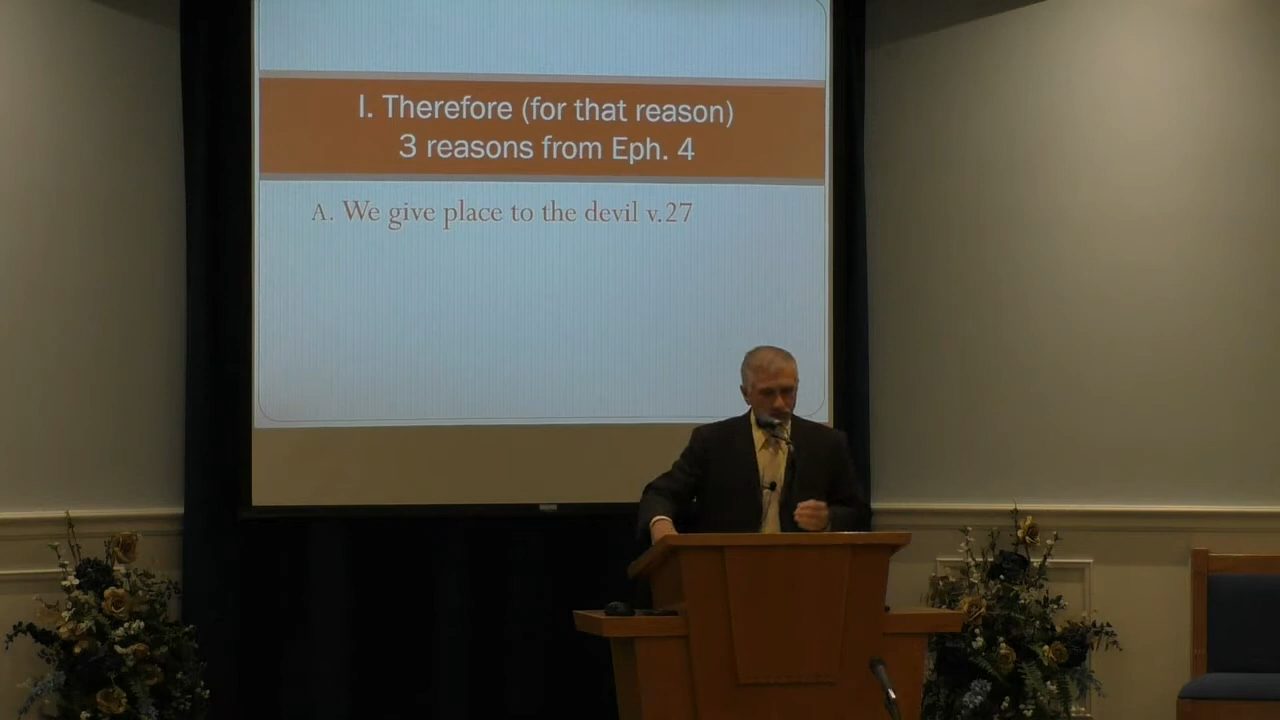 I. Therefore (for that reason)
3 reasons from Eph. 4
A. We give place to the devil v.27